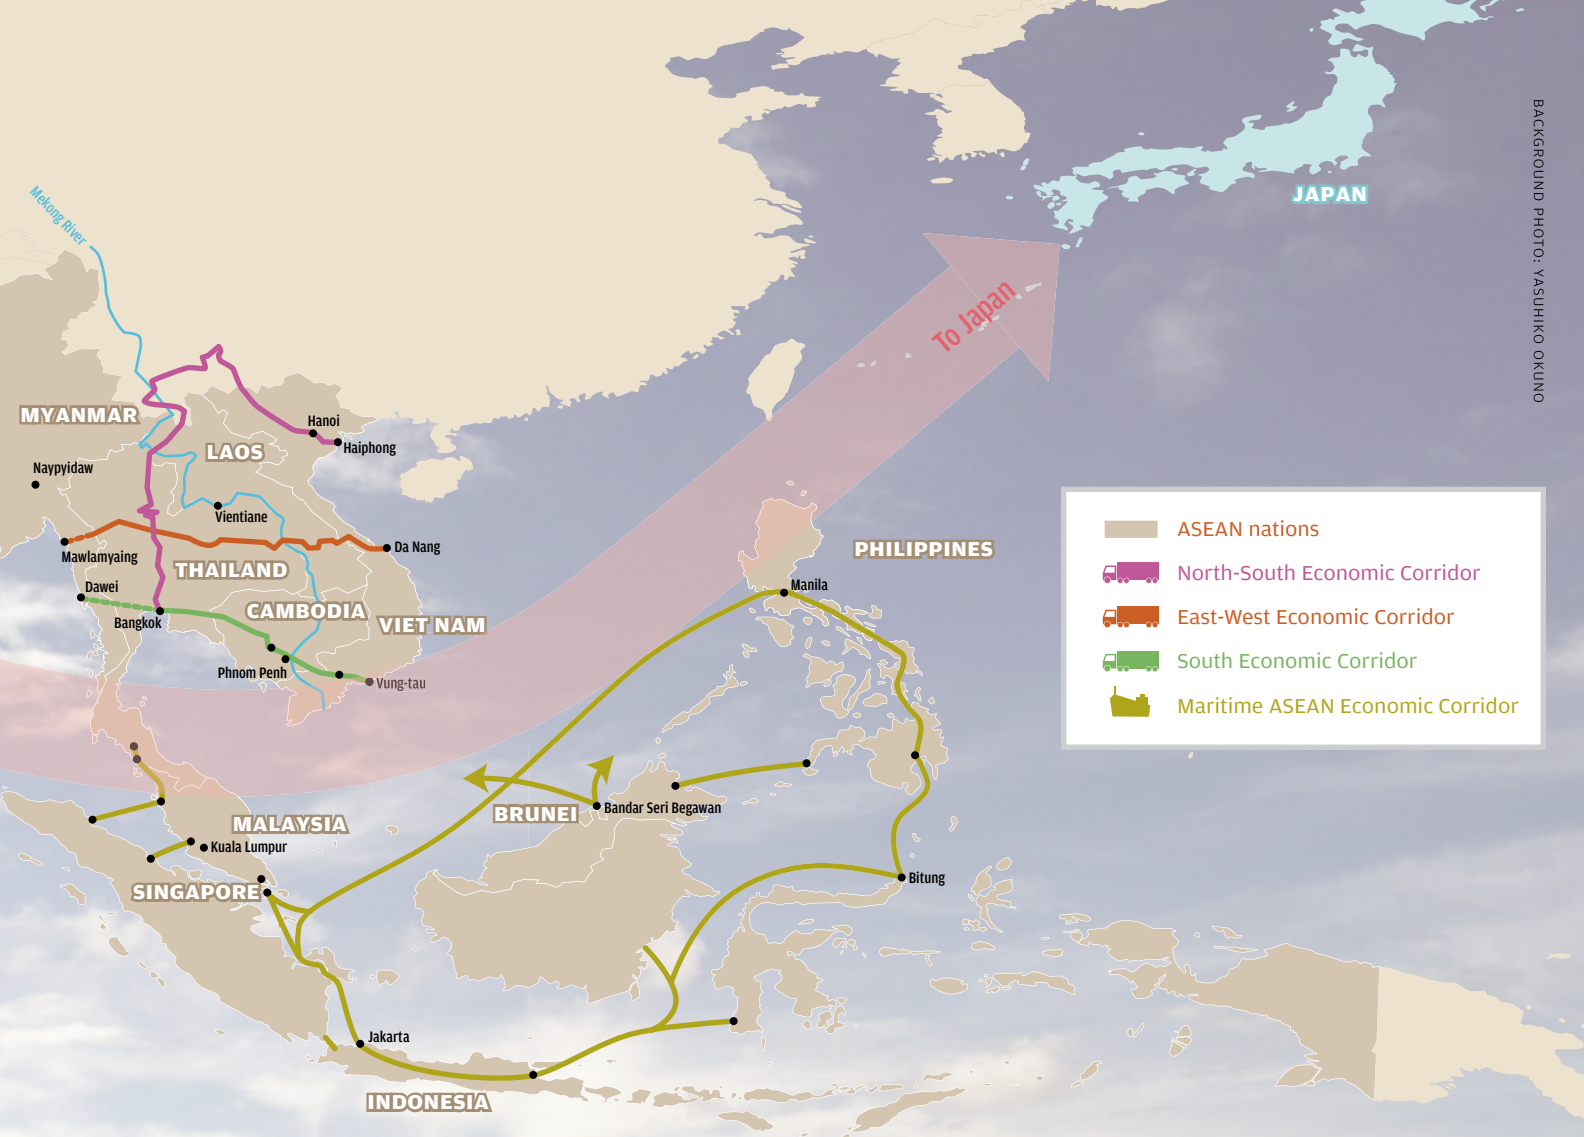 BACKGROUND PHOTO: YASUHIKO OKUNO
JAPAN
Mekong River
To Japan
MYANMAR
Hanoi
Haiphong
LAOS
Naypyidaw
Vientiane
Da Nang
Mawlamyaing
THAILAND
PHILIPPINES
Dawei
Manila
CAMBODIA
Bangkok
VIET NAM
Phnom Penh
Vung-tau
ASEAN nations
North-South Economic Corridor
East-West Economic Corridor
South Economic Corridor
Maritime ASEAN Economic Corridor
BRUNEI
Bandar Seri Begawan
MALAYSIA
Kuala Lumpur
SINGAPORE
Bitung
Jakarta
INDONESIA